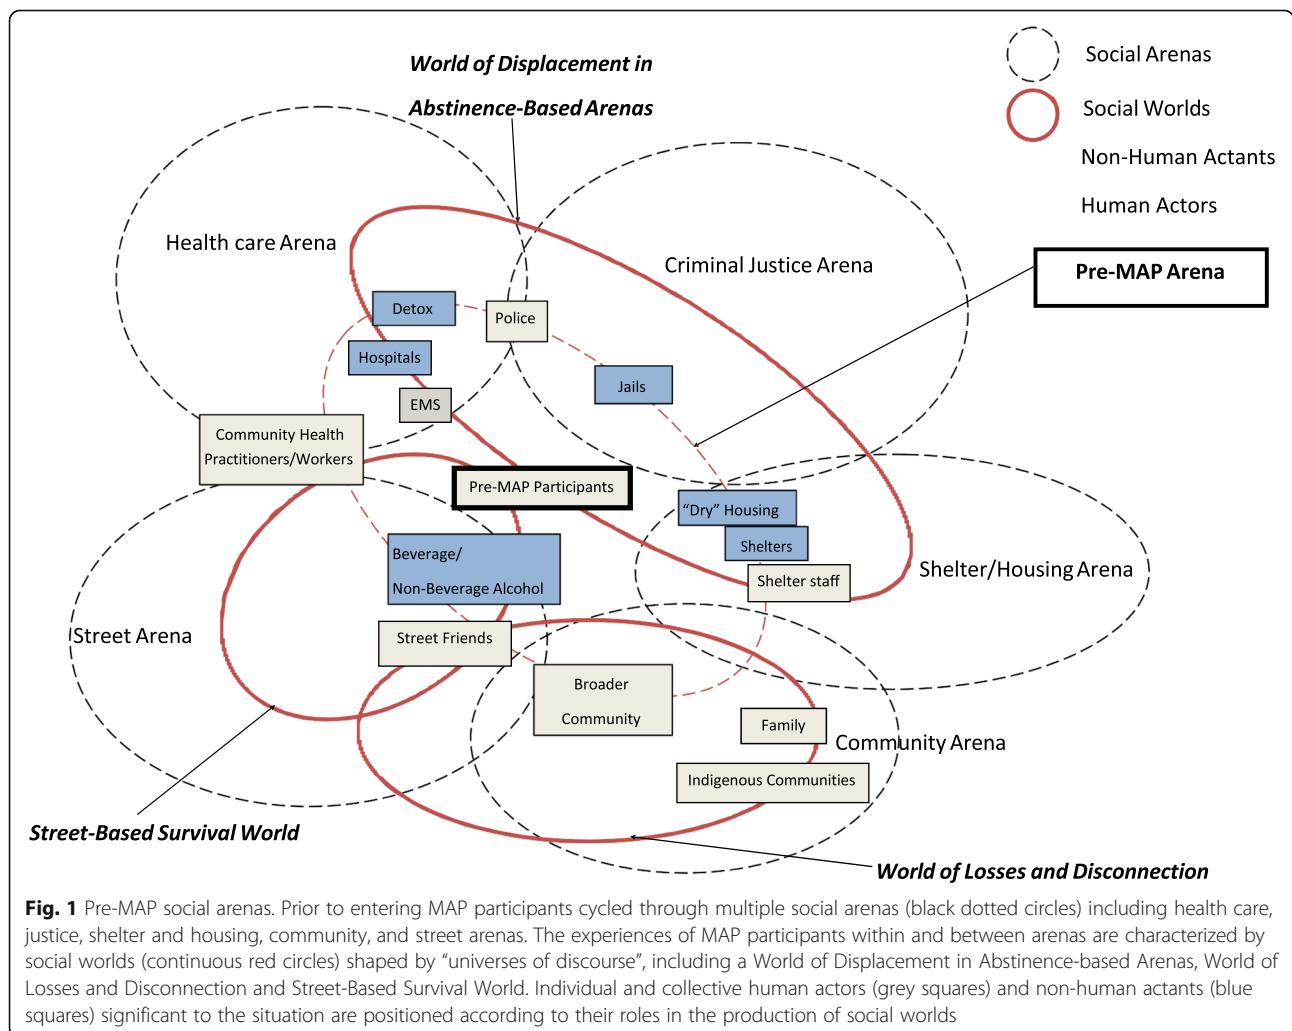 World of Displacement in
Abstinence-Based Arenas
Social Arenas
Social Worlds
Non-Human Actants
Human Actors
Pre-MAP Arena
Health care Arena
Criminal Justice Arena
Detox
Police
Hospitals
Jails
EMS
Community Health
Practitioners/Workers
Pre-MAP Participants
“Dry” Housing
Shelters
Shelter staff
Shelter/Housing Arena
Beverage/
Non-Beverage Alcohol
Street Arena
Street Friends
Broader
Community
Family
Community Arena
Indigenous Communities
Street-Based Survival World
World of Losses and Disconnection
Fig. 1 Pre-MAP social arenas. Prior to entering MAP participants cycled through multiple social arenas (black dotted circles) including health care,
justice, shelter and housing, community, and street arenas. The experiences of MAP participants within and between arenas are characterized by
social worlds (continuous red circles) shaped by “universes of discourse”, including a World of Displacement in Abstinence-based Arenas, World of
Losses and Disconnection and Street-Based Survival World. Individual and collective human actors (grey squares) and non-human actants (blue
squares) significant to the situation are positioned according to their roles in the production of social worlds